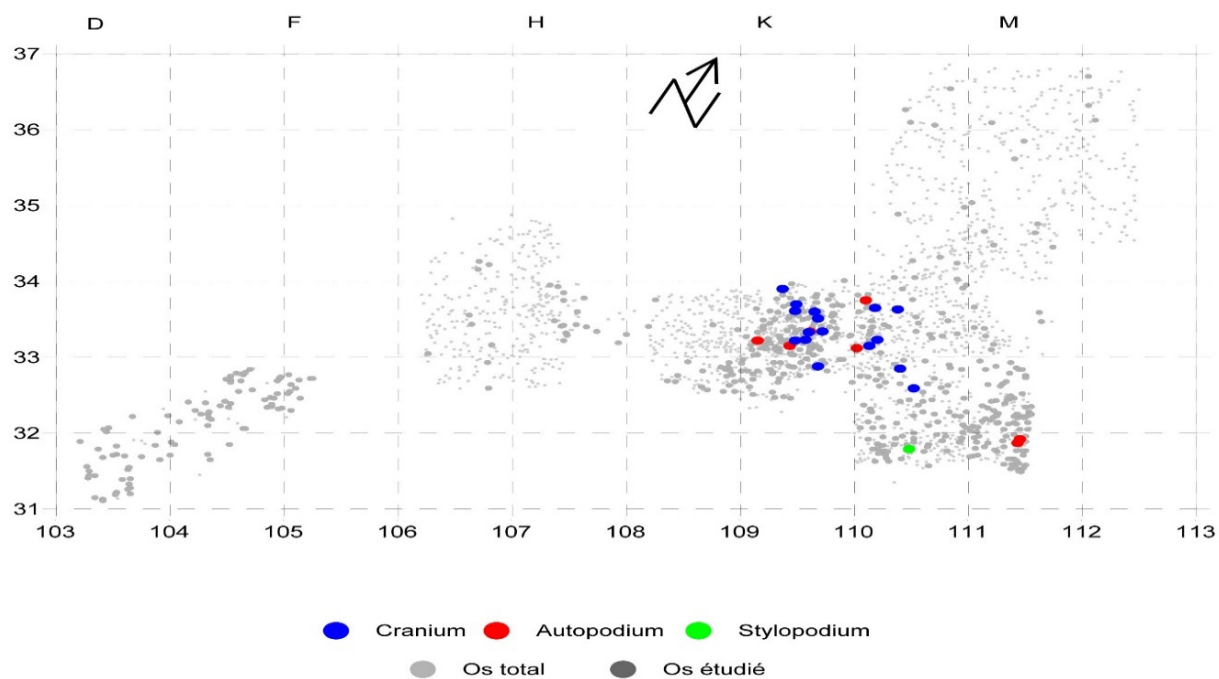 D F H K M
37
36
35
34
33
32
31
103 104 105 106 107 108 109 110 111 112 113
N
Cranium Autopodium Stylopodium
Os total Os étudié